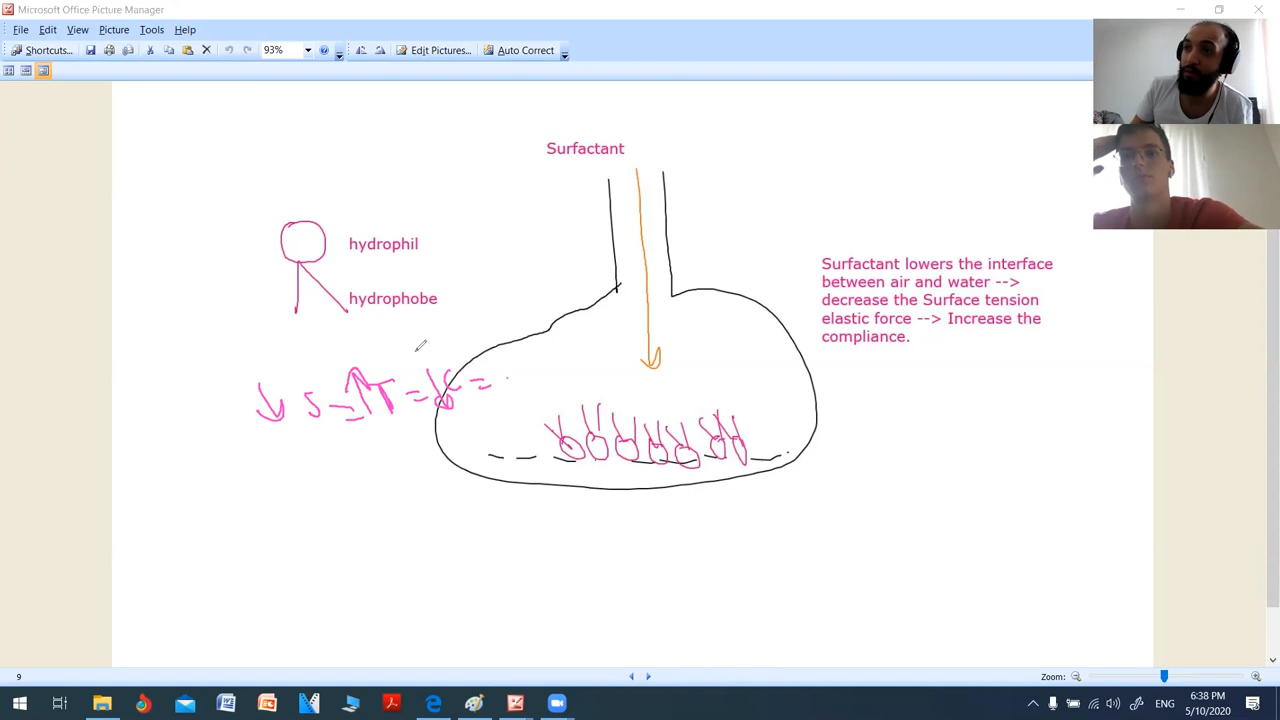 Microsoft Office Picture Manager
File Edit View Picture Tools Help
Shortcuts... 93% Edit Pictures... Auto Correct
Surfactant
hydrophil
hydrophobe
Surfactant lowers the interface
between air and water -->
decrease the Surface tension
elastic force --> Increase the
compliance.
↓ S = ↑ T = ↓ C =
9
Zoom:
ENG
6:38 PM
5/10/2020